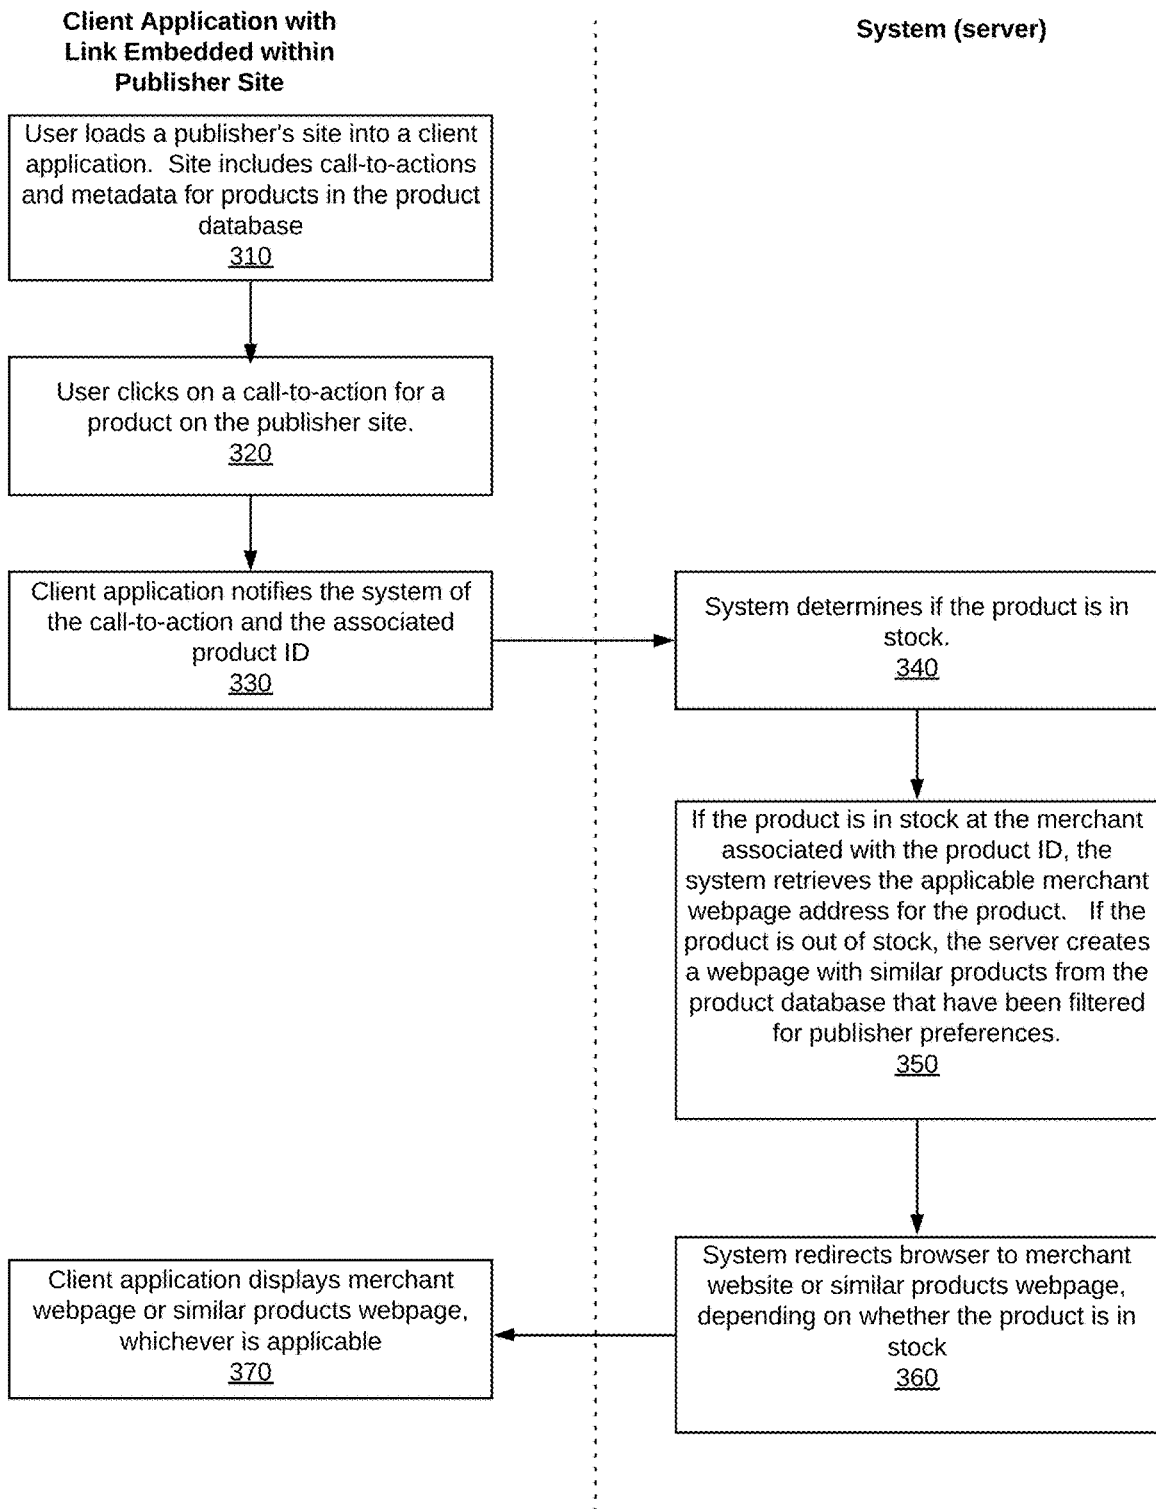 Client Application with
Link Embedded within
Publisher Site
System (server)
User loads a publisher's site into a client
application.  Site includes call-to-actions
and metadata for products in the product
database
310
User clicks on a call-to-action for a
product on the publisher site.
320
Client application notifies the system of
the call-to-action and the associated
product ID
330
System determines if the product is in
stock.
340
If the product is in stock at the merchant
associated with the product ID, the
system retrieves the applicable merchant
webpage address for the product.   If the
product is out of stock, the server creates
a webpage with similar products from the
product database that have been filtered
for publisher preferences.
350
System redirects browser to merchant
website or similar products webpage,
depending on whether the product is in
stock
360
Client application displays merchant
webpage or similar products webpage,
whichever is applicable
370